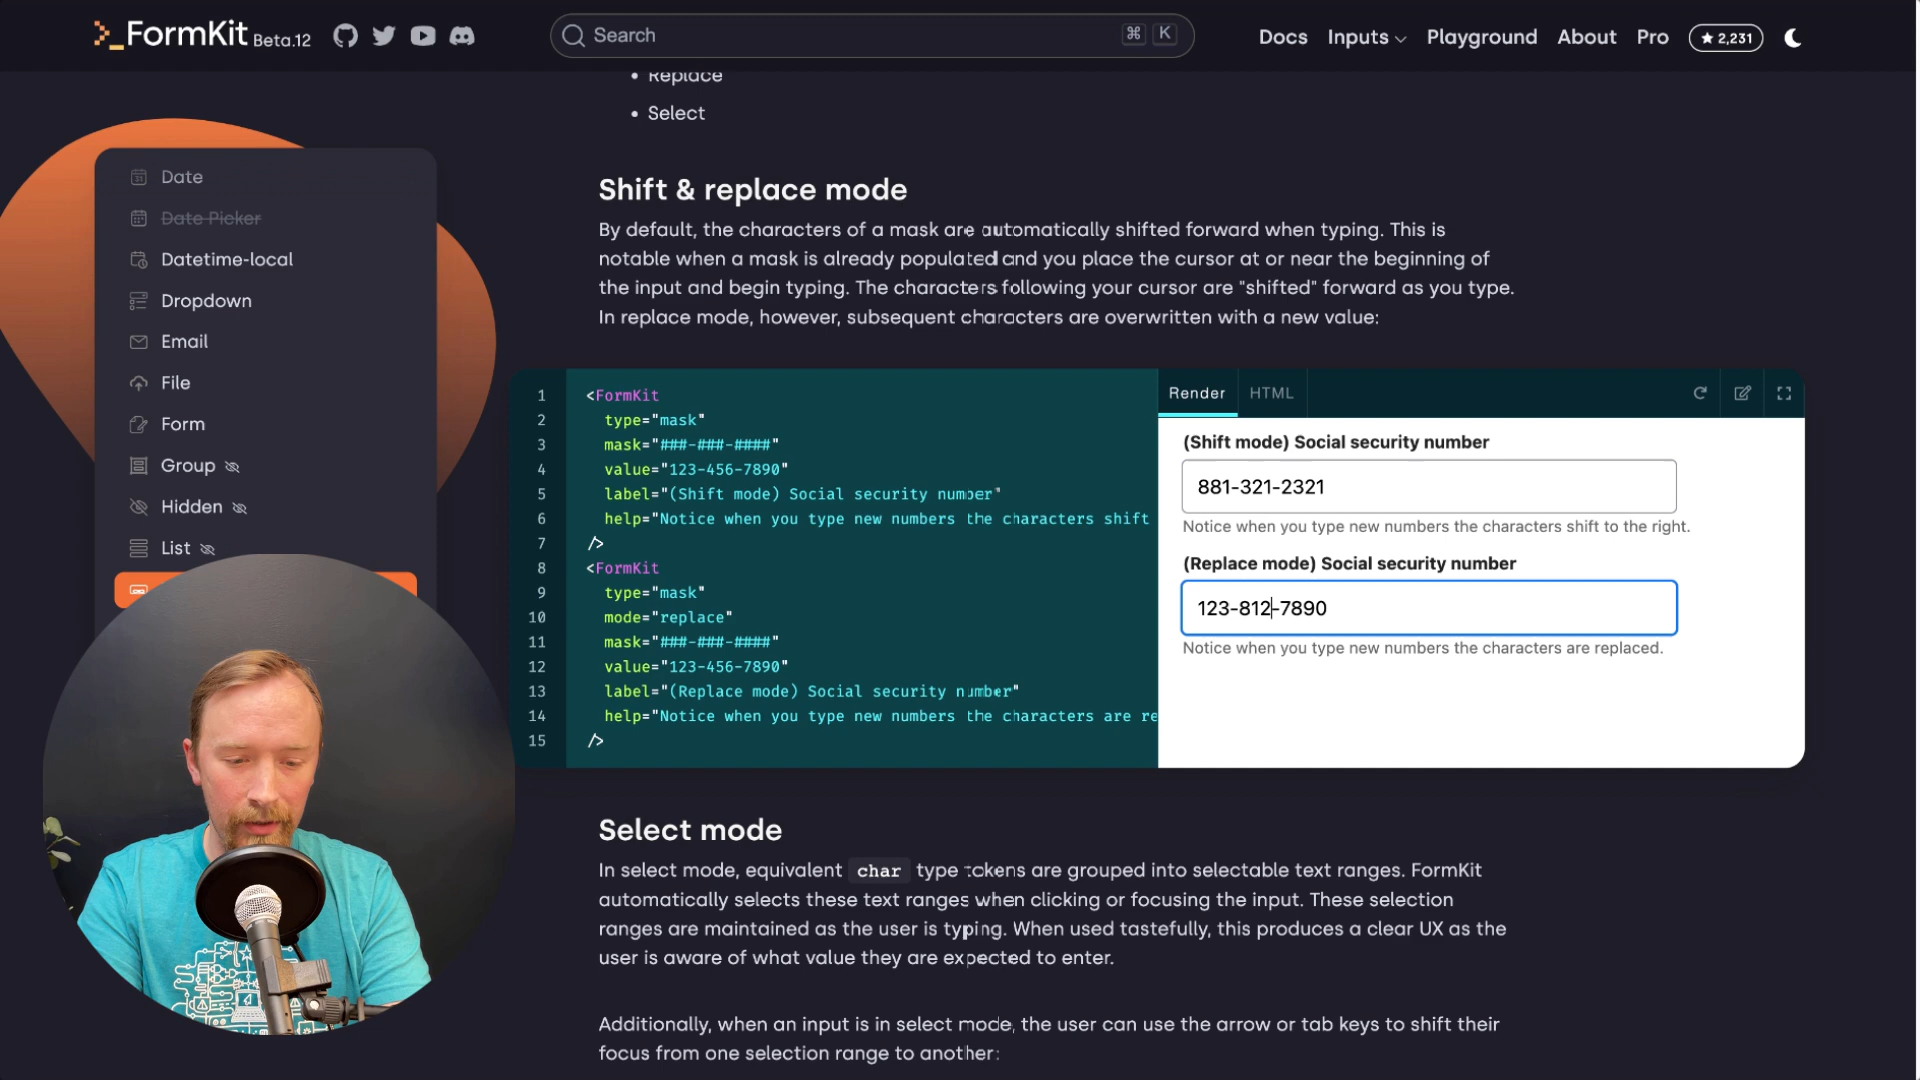 FormKit Beta.12
Search
⌘ K
Docs
Inputs
Playground
About
Pro
★ 2,231
• Replace
• Select
Date
Date Picker
Datetime-local
Dropdown
Email
File
Form
Group
Hidden
List
Shift & replace mode
By default, the characters of a mask are automatically shifted forward when typing. This is
notable when a mask is already populated and you place the cursor at or near the beginning of
the input and begin typing. The characters following your cursor are "shifted" forward as you type.
In replace mode, however, subsequent characters are overwritten with a new value:
1 <FormKit
2 type="mask"
3 mask="###-###-####"
4 value="123-456-7890"
5 label="(Shift mode) Social security number"
6 help="Notice when you type new numbers the characters shift
7 />
8 <FormKit
9 type="mask"
10 mode="replace"
11 mask="###-###-####"
12 value="123-456-7890"
13 label="(Replace mode) Social security number"
14 help="Notice when you type new numbers the characters are re
15 />
Render
HTML
(Shift mode) Social security number
881-321-2321
Notice when you type new numbers the characters shift to the right.
(Replace mode) Social security number
123-812-7890
Notice when you type new numbers the characters are replaced.
Select mode
In select mode, equivalent char type tokens are grouped into selectable text ranges. FormKit
automatically selects these text ranges when clicking or focusing the input. These selection
ranges are maintained as the user is typing. When used tastefully, this produces a clear UX as the
user is aware of what value they are expected to enter.
Additionally, when an input is in select mode, the user can use the arrow or tab keys to shift their
focus from one selection range to another: